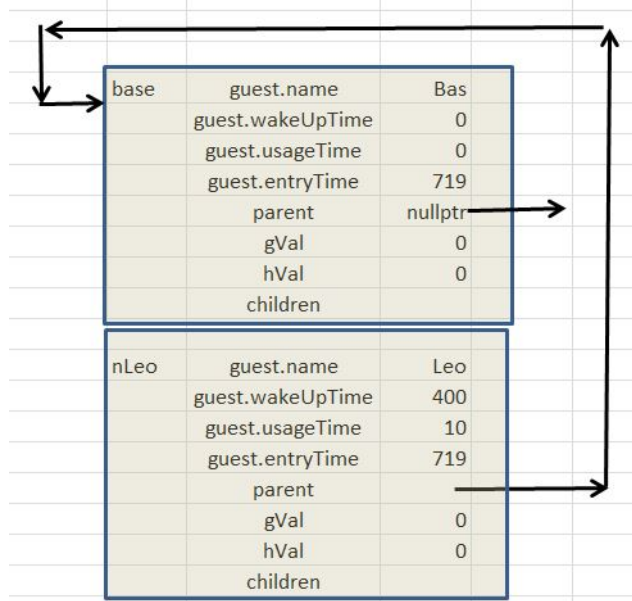 base guest.name Bas
guest.wakeUpTime 0
guest.usageTime 0
guest.entryTime 719
parent nullptr
gVal 0
hVal 0
children
nLeo guest.name Leo
guest.wakeUpTime 400
guest.usageTime 10
guest.entryTime 719
parent
gVal 0
hVal 0
children